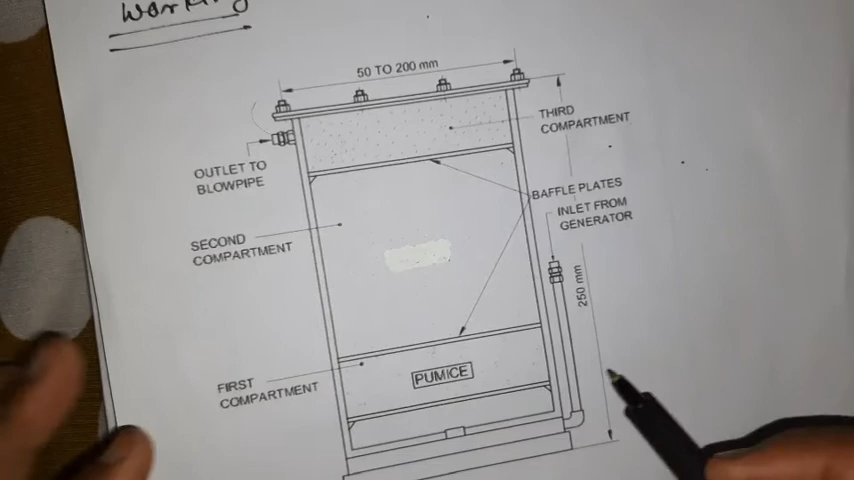 working
50 TO 200 mm
THIRD
COMPARTMENT
OUTLET TO
BLOWPIPE
BAFFLE PLATES
INLET FROM
GENERATOR
SECOND
COMPARTMENT
250 mm
PUMICE
FIRST
COMPARTMENT